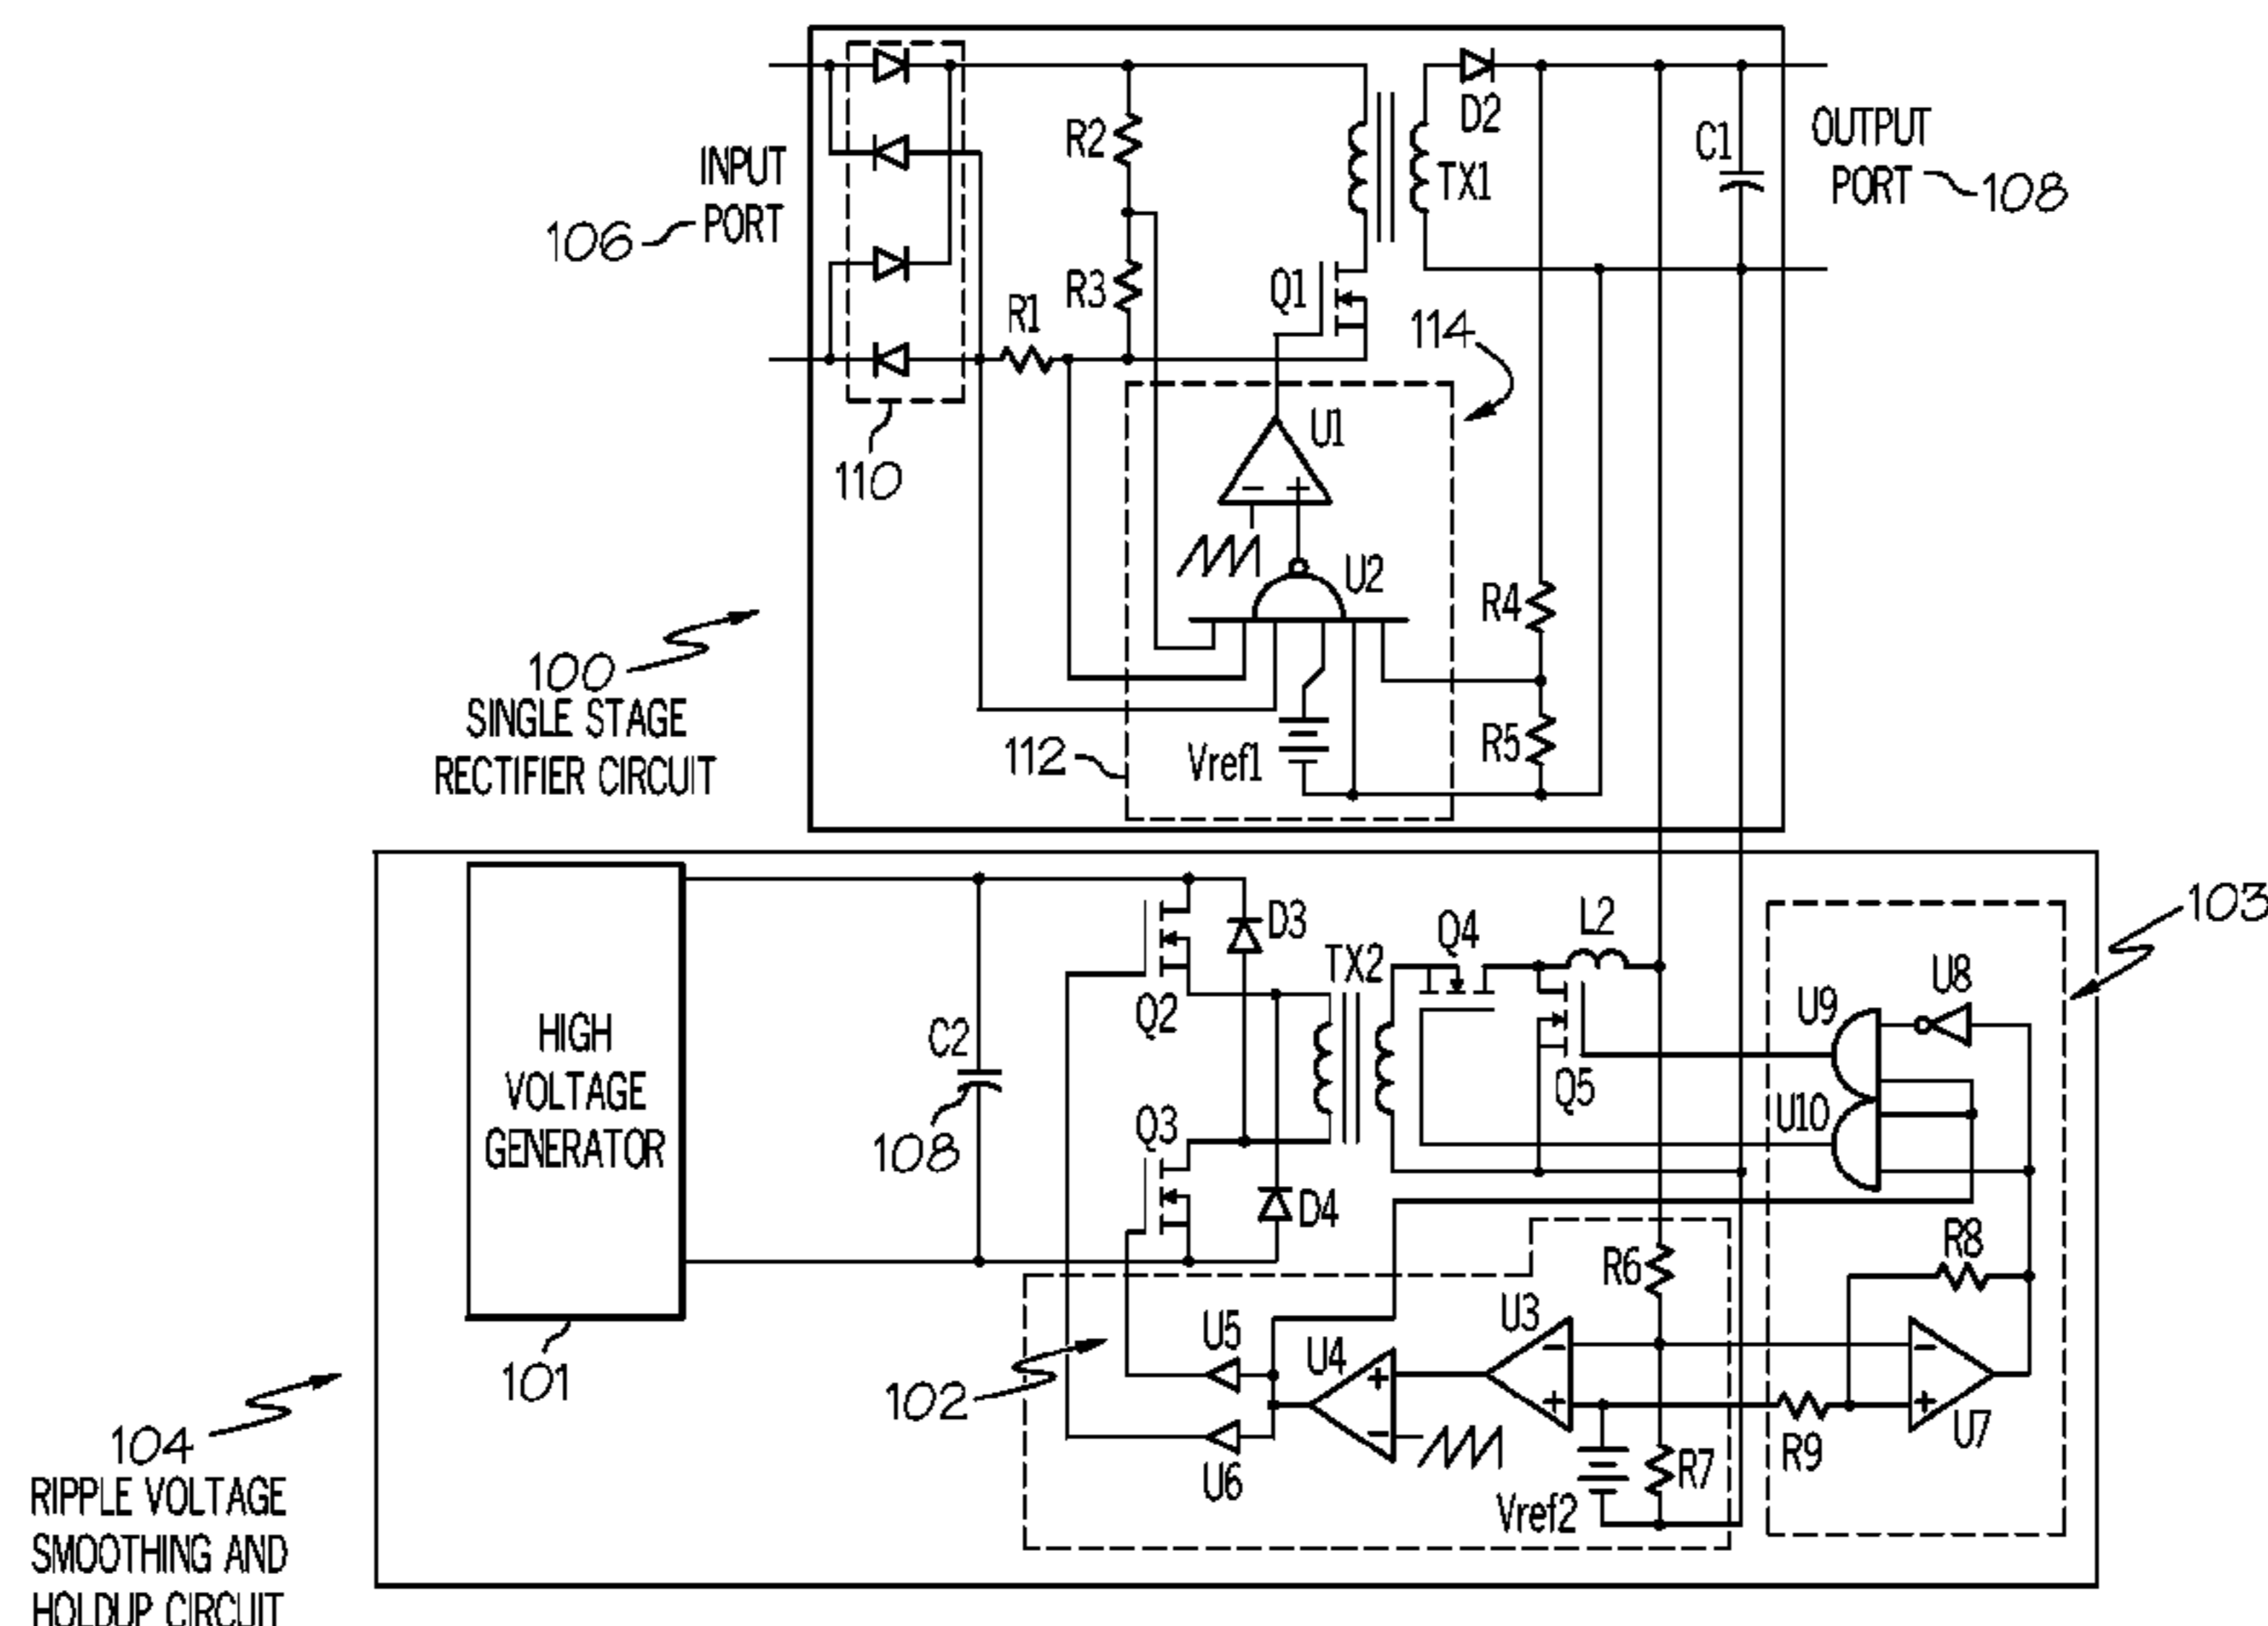 INPUT
PORT
106
110
R2
R3
R1
Q1
TX1
D2
C1
OUTPUT
PORT
108
114
U1
- +
U2
R4
R5
Vref1
112
100
SINGLE STAGE
RECTIFIER CIRCUIT
HIGH
VOLTAGE
GENERATOR
101
C2
108
Q2
D3
TX2
Q4
L2
Q5
Q3
D4
103
U8
U9
U10
R8
R6
U3
- +
U4
+ -
U5
U6
102
Vref2
R7
R9
- +
U7
104
RIPPLE VOLTAGE
SMOOTHING AND
HOLDUP CIRCUIT